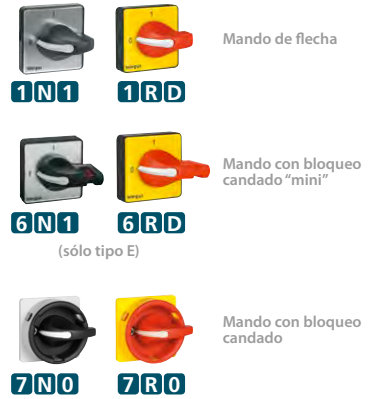 Mando de flecha
1N1
1RD
Mando con bloqueo
candado “mini”
6N1
6RD
(sólo tipo E)
Mando con bloqueo
candado
7N0
7R0